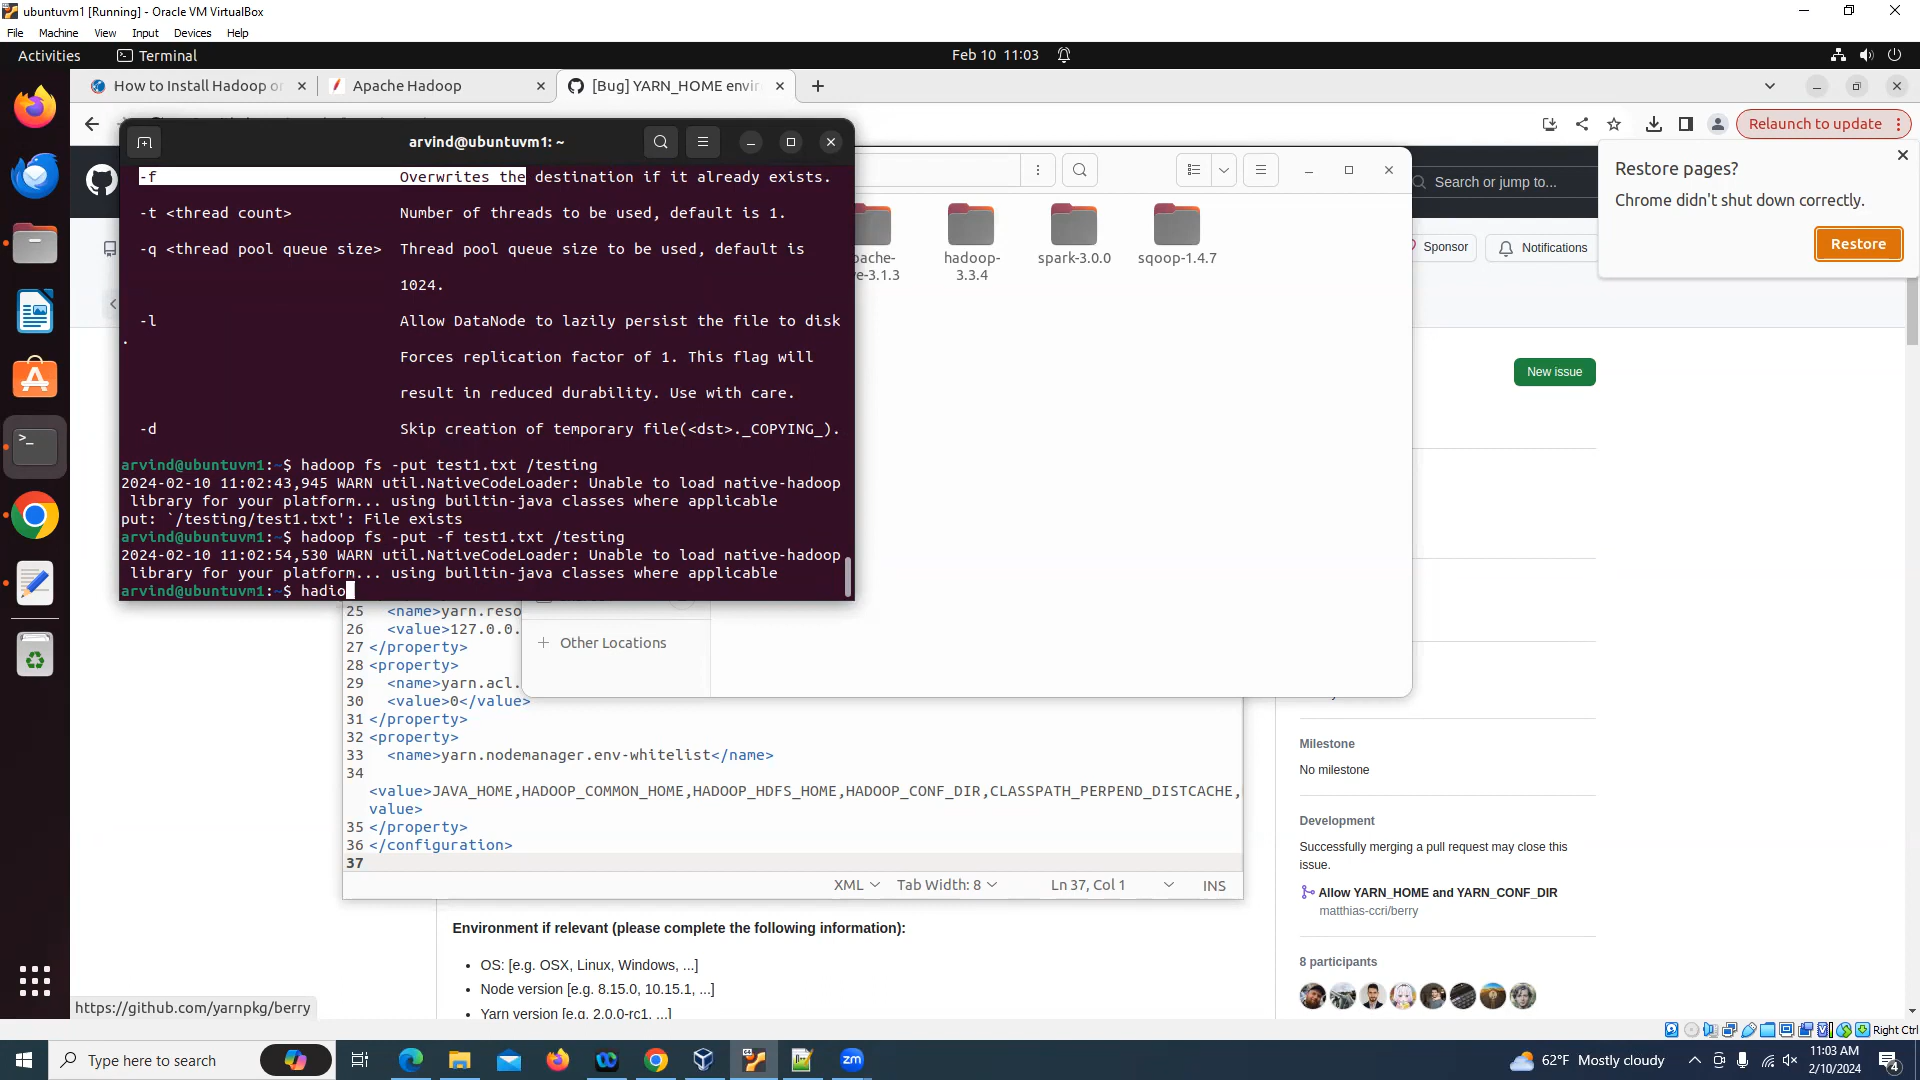 ubuntuvm1 [Running] - Oracle VM VirtualBox
File Machine View Input Devices Help
Activities Terminal Feb 10 11:03
How to Install Hadoop or Apache Hadoop [Bug] YARN_HOME envir
Relaunch to update
arvind@ubuntuvm1: ~
-f Overwrites the destination if it already exists.
-t <thread count> Number of threads to be used, default is 1.
-q <thread pool queue size> Thread pool queue size to be used, default is
1024.
-l Allow DataNode to lazily persist the file to disk
.
Forces replication factor of 1. This flag will
result in reduced durability. Use with care.
-d Skip creation of temporary file(<dst>._COPYING_).
arvind@ubuntuvm1:~$ hadoop fs -put test1.txt /testing
2024-02-10 11:02:43,945 WARN util.NativeCodeLoader: Unable to load native-hadoop
library for your platform... using builtin-java classes where applicable
put: `/testing/test1.txt': File exists
arvind@ubuntuvm1:~$ hadoop fs -put -f test1.txt /testing
2024-02-10 11:02:54,530 WARN util.NativeCodeLoader: Unable to load native-hadoop
library for your platform... using builtin-java classes where applicable
arvind@ubuntuvm1:~$ hadio
pache-
ve-3.1.3
hadoop-
3.3.4
spark-3.0.0
sqoop-1.4.7
Other Locations
Search or jump to...
Restore pages?
Chrome didn't shut down correctly.
Restore
Sponsor Notifications
New issue
25 <name>yarn.reso
26 <value>127.0.0.
27 </property>
28 <property>
29 <name>yarn.acl.
30 <value>0</value>
31 </property>
32 <property>
33 <name>yarn.nodemanager.env-whitelist</name>
34
<value>JAVA_HOME,HADOOP_COMMON_HOME,HADOOP_HDFS_HOME,HADOOP_CONF_DIR,CLASSPATH_PERPEND_DISTCACHE,
value>
35 </property>
36 </configuration>
37
XML Tab Width: 8 Ln 37, Col 1 INS
Milestone
No milestone
Development
Successfully merging a pull request may close this
issue.
Allow YARN_HOME and YARN_CONF_DIR
matthias-ccri/berry
8 participants
Environment if relevant (please complete the following information):
• OS: [e.g. OSX, Linux, Windows, ...]
• Node version [e.g. 8.15.0, 10.15.1, ...]
• Yarn version [e.g. 2.0.0-rc1, ...]
https://github.com/yarnpkg/berry
Right Ctrl
Type here to search
zm
62°F Mostly cloudy
11:03 AM
2/10/2024
4